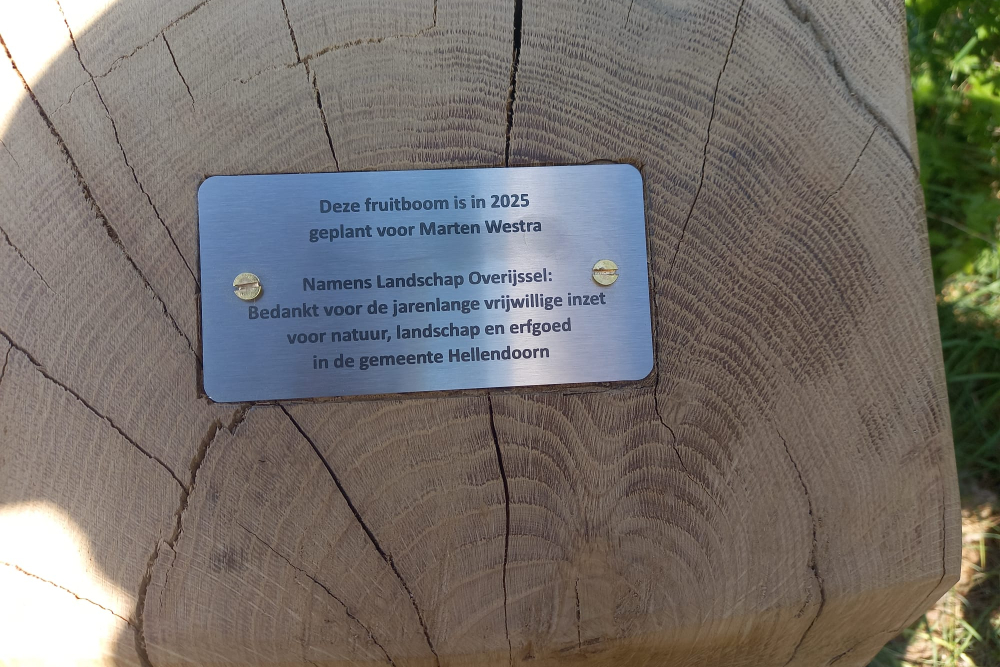 Deze fruitboom is in 2025
geplant voor Marten Westra
Namens Landschap Overijssel:
Bedankt voor de jarenlange vrijwillige inzet
voor natuur, landschap en erfgoed
in de gemeente Hellendoorn